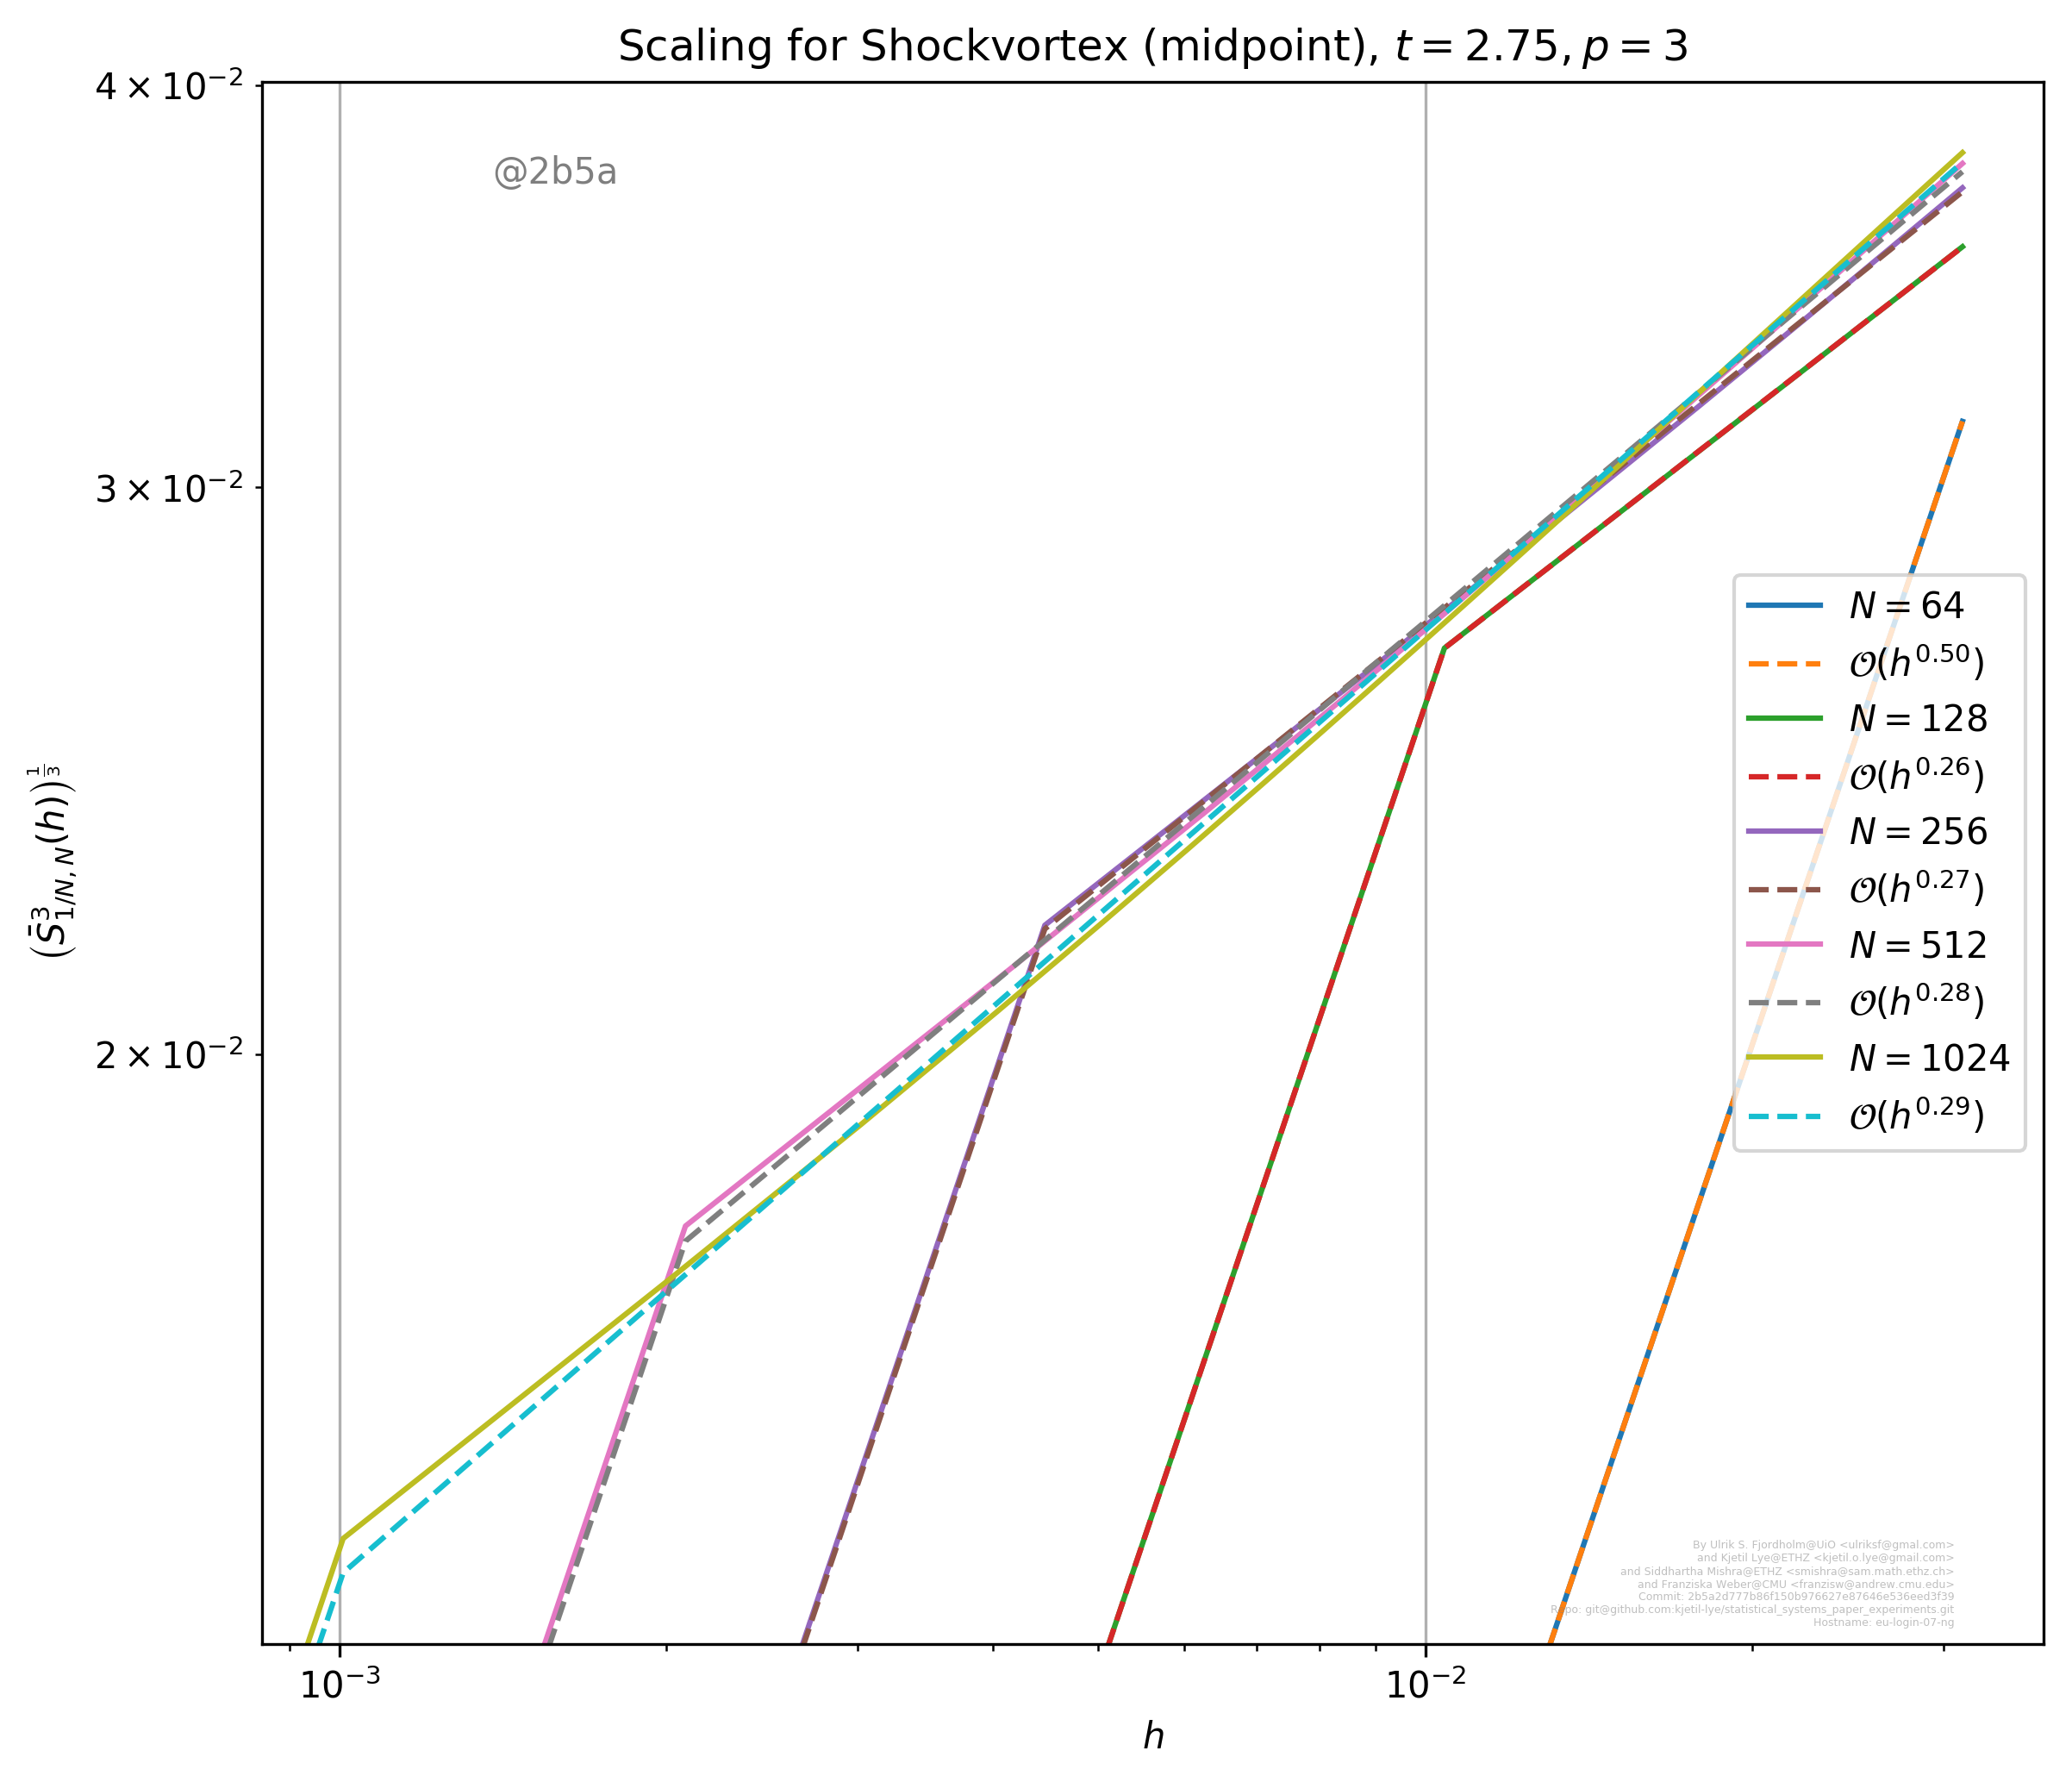 Scaling for Shockvortex (midpoint), t = 2.75, p = 3
4 × 10⁻²
@2b5a
3 × 10⁻²
2 × 10⁻²
(S̄³₁/N, N(h))^(1/3)
N = 64
𝒪(h^0.50)
N = 128
𝒪(h^0.26)
N = 256
𝒪(h^0.27)
N = 512
𝒪(h^0.28)
N = 1024
𝒪(h^0.29)
By Ulrik S. Fjordholm@UiO <ulriksf@gmal.com>
and Kjetil Lye@ETHZ <kjetil.o.lye@gmail.com>
and Siddhartha Mishra@ETHZ <smishra@sam.math.ethz.ch>
and Franziska Weber@CMU <franzisw@andrew.cmu.edu>
Commit: 2b5a2d777b86f150b976627e87646e536eed3f39
Repo: git@github.com:kjetil-lye/statistical_systems_paper_experiments.git
Hostname: eu-login-07-ng
10⁻³
10⁻²
h